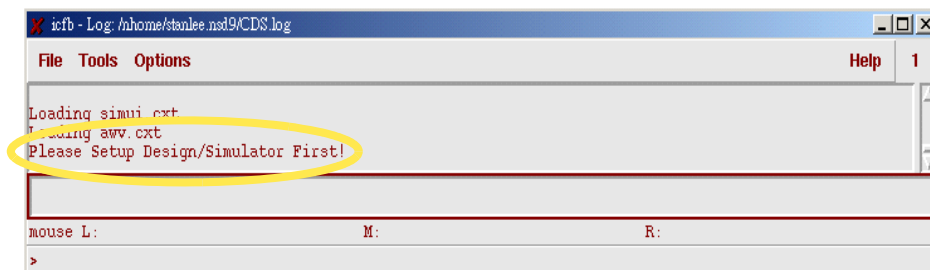 icfb - Log: /nhome/stanlee.nsd9/CDS.log
File Tools Options Help 1
Loading simui.cxt
Loading awv.cxt
Please Setup Design/Simulator First!
mouse L: M: R:
>